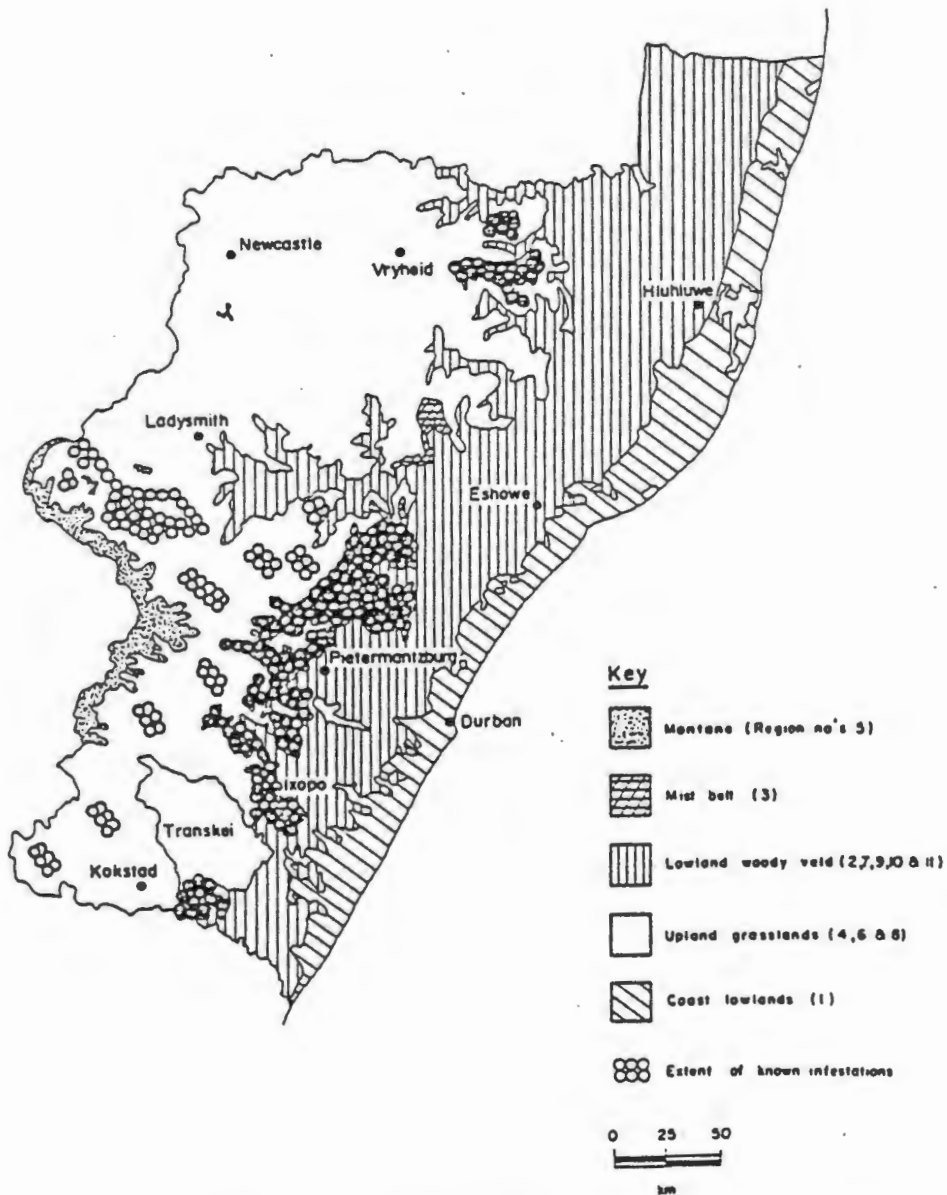 Newcastle
Vryheid
Hluhluwe
Ladysmith
Eshowe
Pietermaritzburg
Durban
Ixopo
Transkei
Kokstad
Key
Montane (Region no's 5)
Mist belt (3)
Lowland woody veld (2,7,9,10 & 11)
Upland grasslands (4,6 & 8)
Coast lowlands (1)
Extent of known infestations
0 25 50
km